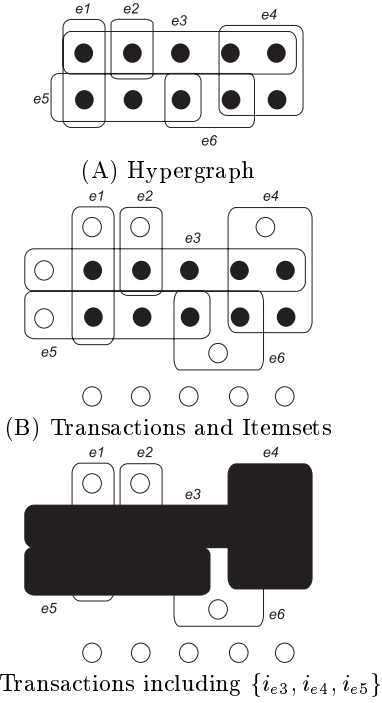 e1
e2
e3
e4
e5
e6
(A) Hypergraph
e1
e2
e3
e4
e5
e6
(B) Transactions and Itemsets
e1
e2
e3
e4
e5
e6
Transactions including {i_{e3}, i_{e4}, i_{e5}}